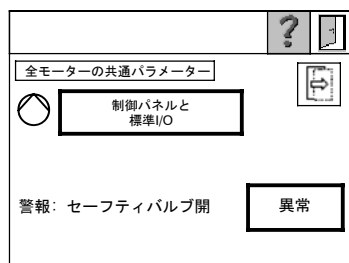 ?
全モーターの共通パラメーター
制御パネルと
標準I/O
警報: セーフティバルブ開
異常